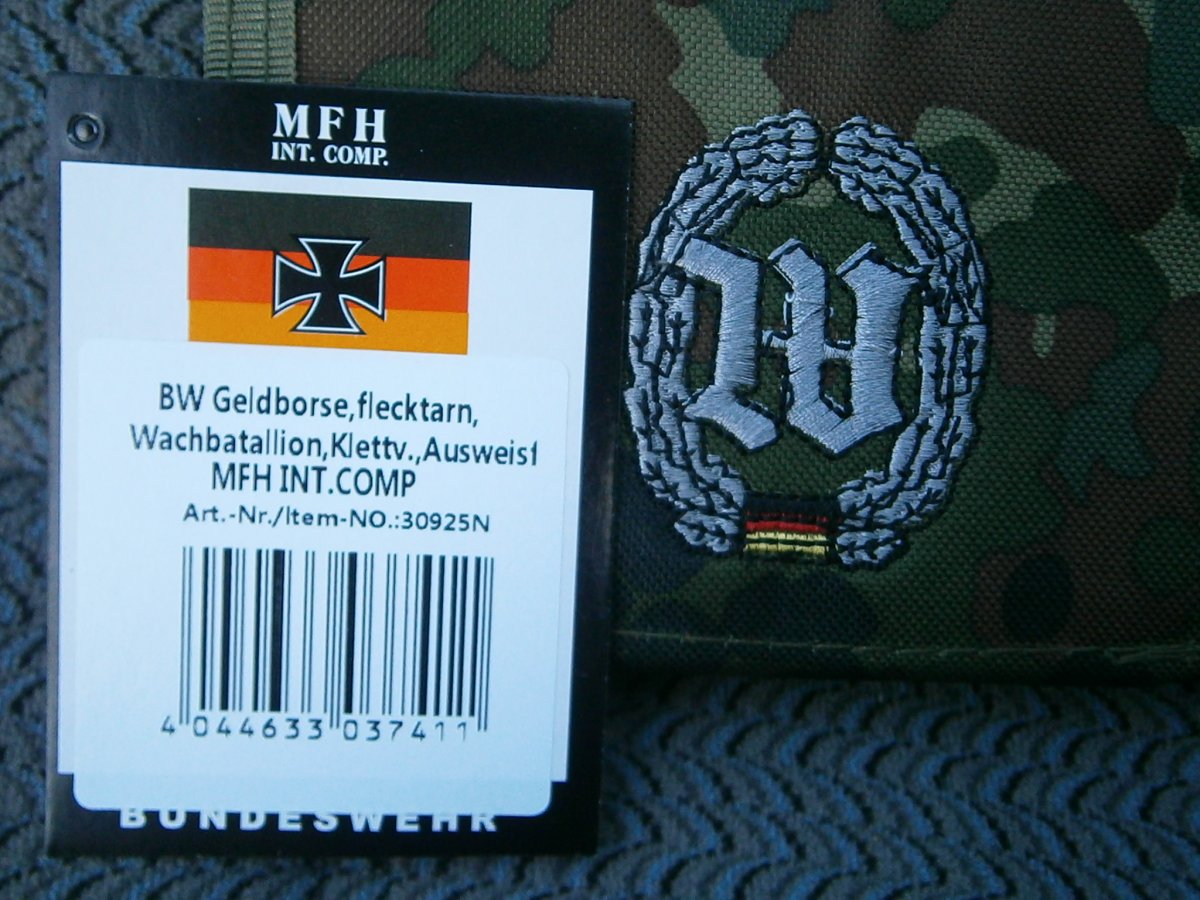 MFH
INT. COMP.
BW Geldborse,flecktarn,
Wachbatallion,Klettv.,Ausweisf
MFH INT.COMP
Art.-Nr./Item-NO.:30925N
4 044633 037411
BUNDESWEHR
W